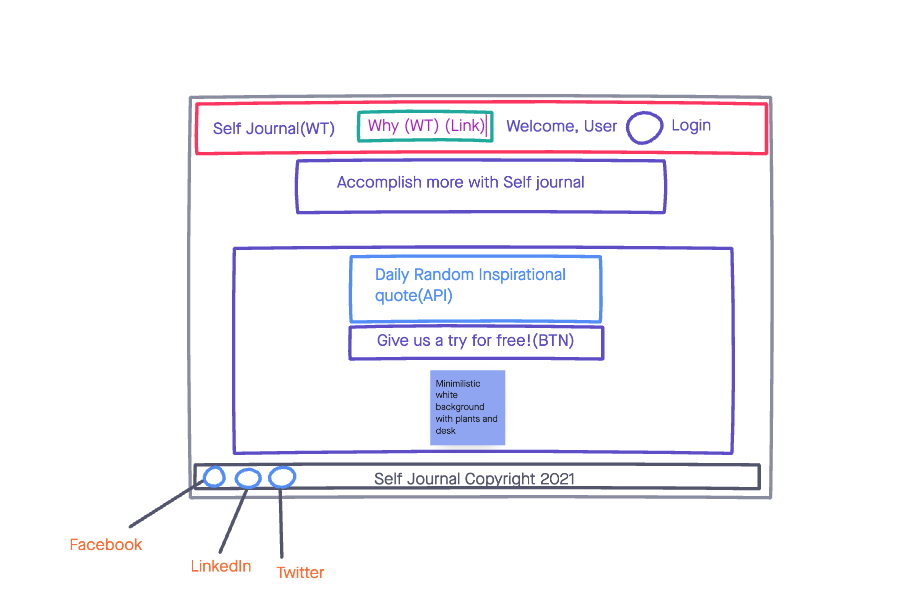 Self Journal(WT)
Why (WT) (Link)
Welcome, User
Login
Accomplish more with Self journal
Daily Random Inspirational
quote(API)
Give us a try for free!(BTN)
Minimilistic
white
background
with plants and
desk
Self Journal Copyright 2021
Facebook
LinkedIn
Twitter